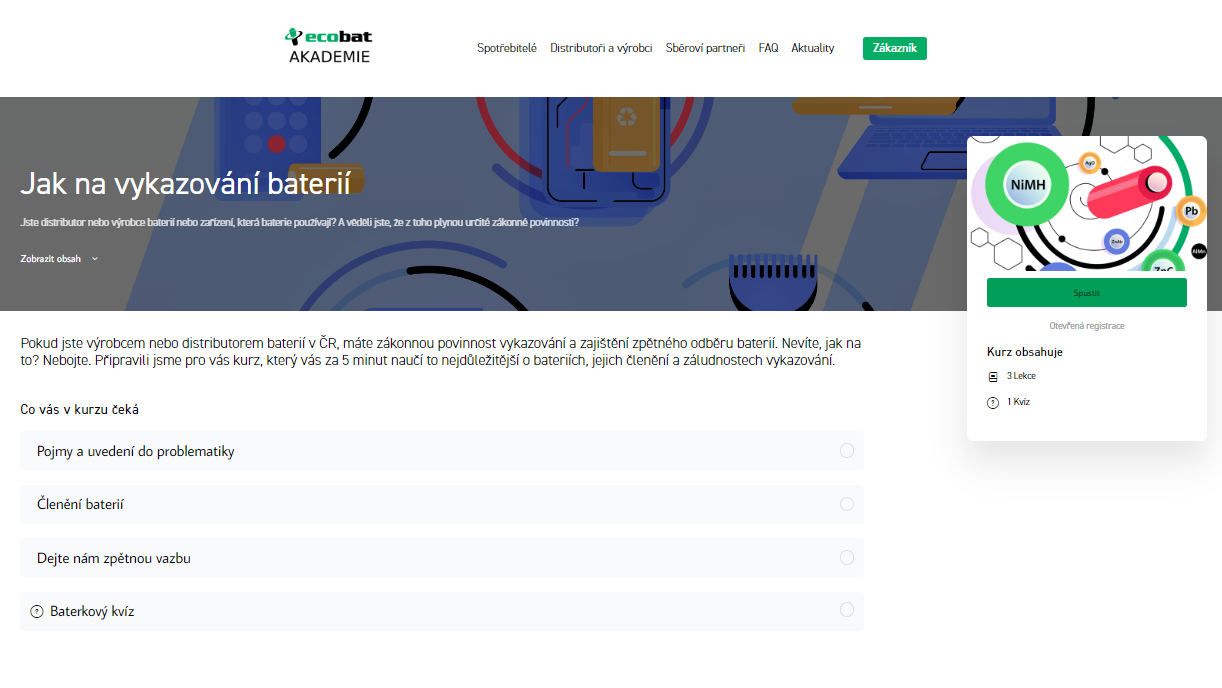 ecobat
AKADEMIE
Spotřebitelé Distributoři a výrobci Sběroví partneři FAQ Aktuality Zákazník
Jak na vykazování baterií
Jste distributor nebo výrobce baterií nebo zařízení, která baterie používají? A věděli jste, že z toho plynou určité zákonné povinnosti?
Zobrazit obsah
NiMH
AgO
Pb
ZnAir
AlMn
ZnC
Spustit
Otevřená registrace
Kurz obsahuje
3 Lekce
1 Kvíz
Pokud jste výrobcem nebo distributorem baterií v ČR, máte zákonnou povinnost vykazování a zajištění zpětného odběru baterií. Nevíte, jak na
to? Nebojte. Připravili jsme pro vás kurz, který vás za 5 minut naučí to nejdůležitější o bateriích, jejich členění a záludnostech vykazování.
Co vás v kurzu čeká
Pojmy a uvedení do problematiky
Členění baterií
Dejte nám zpětnou vazbu
Baterkový kvíz